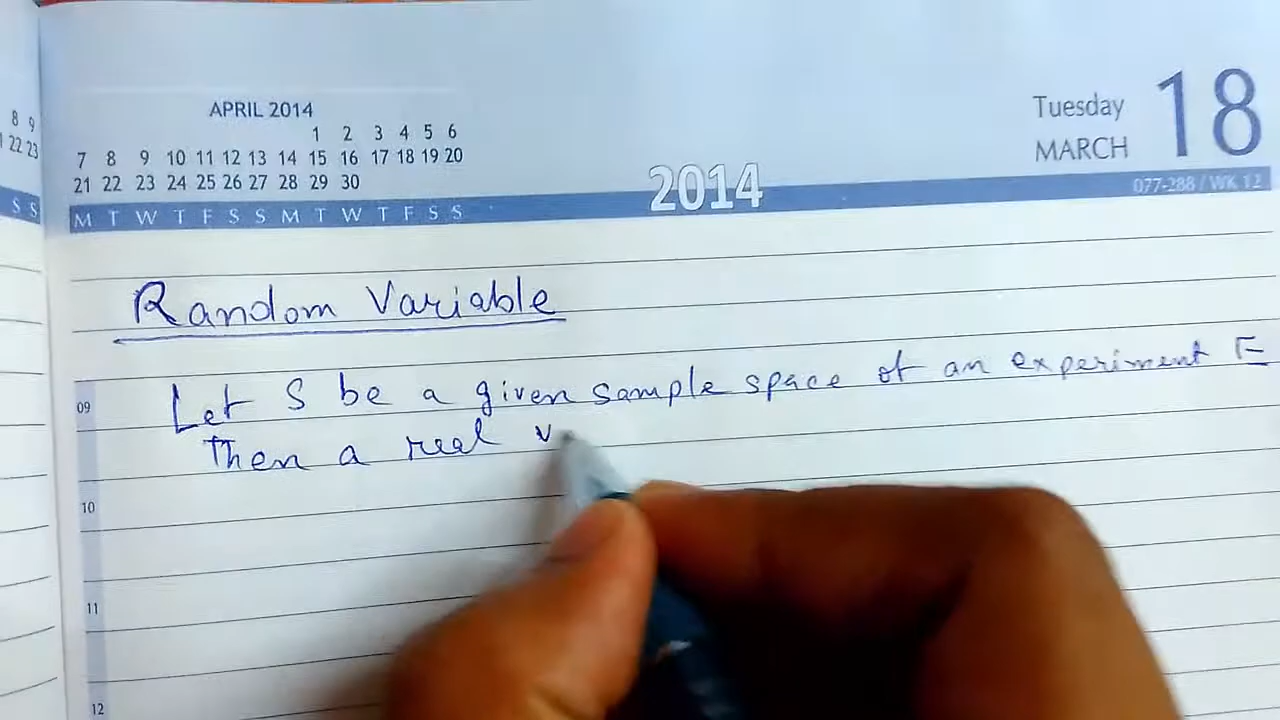 8 9
22 23
S S
APRIL 2014
1 2 3 4 5 6
7 8 9 10 11 12 13 14 15 16 17 18 19 20
21 22 23 24 25 26 27 28 29 30
M T W T F S S M T W T F S S
2014
Tuesday
MARCH
18
077-288 / WK 12
Random Variable
09
Let S be a given sample space of an experiment E
Then a real v
10
11
12